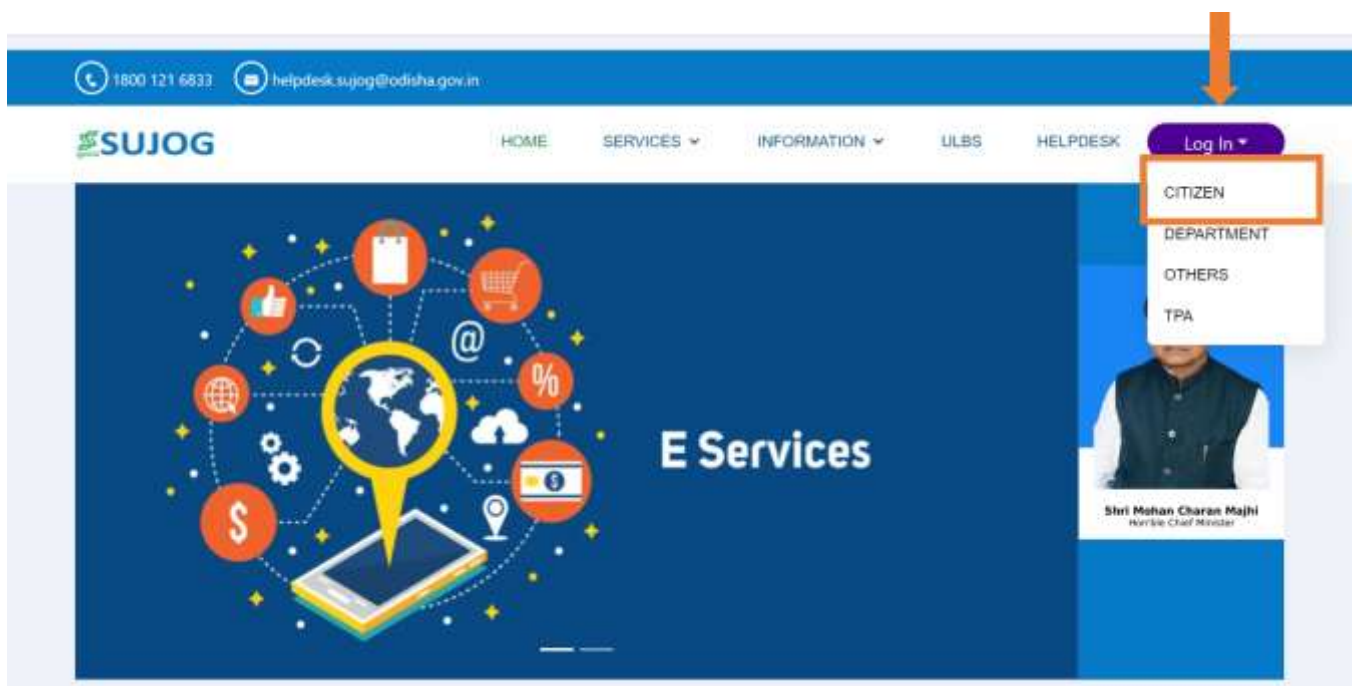 1800 121 6833 helpdesk.sujog@odisha.gov.in
SUJOG HOME SERVICES INFORMATION ULBS HELPDESK Log In
CITIZEN
DEPARTMENT
OTHERS
TPA
@
%
$
$
E Services
Shri Mohan Charan Majhi
Hon'ble Chief Minister